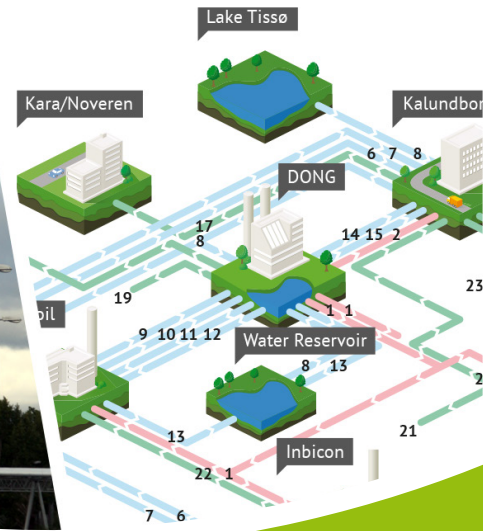 Lake Tissø
Kara/Noveren
Kalundbor
6 7 8
DONG
17
8
14 15 2
19
23
oil
9 10 11 12
1 1
Water Reservoir
8 13
2
13
21
Inbicon
22 1
7 6